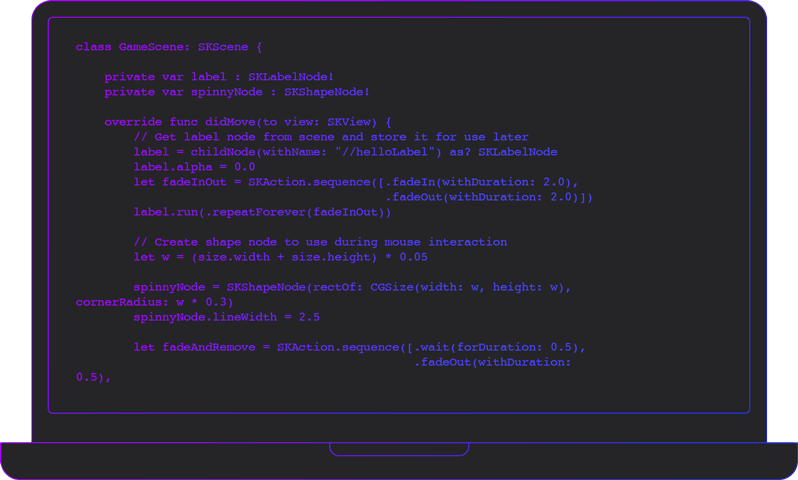 class GameScene: SKScene {
private var label : SKLabelNode!
private var spinnyNode : SKShapeNode!
override func didMove(to view: SKView) {
// Get label node from scene and store it for use later
label = childNode(withName: "//helloLabel") as? SKLabelNode
label.alpha = 0.0
let fadeInOut = SKAction.sequence([.fadeIn(withDuration: 2.0),
.fadeOut(withDuration: 2.0)])
label.run(.repeatForever(fadeInOut))
// Create shape node to use during mouse interaction
let w = (size.width + size.height) * 0.05
spinnyNode = SKShapeNode(rectOf: CGSize(width: w, height: w),
cornerRadius: w * 0.3)
spinnyNode.lineWidth = 2.5
let fadeAndRemove = SKAction.sequence([.wait(forDuration: 0.5),
.fadeOut(withDuration:
0.5),